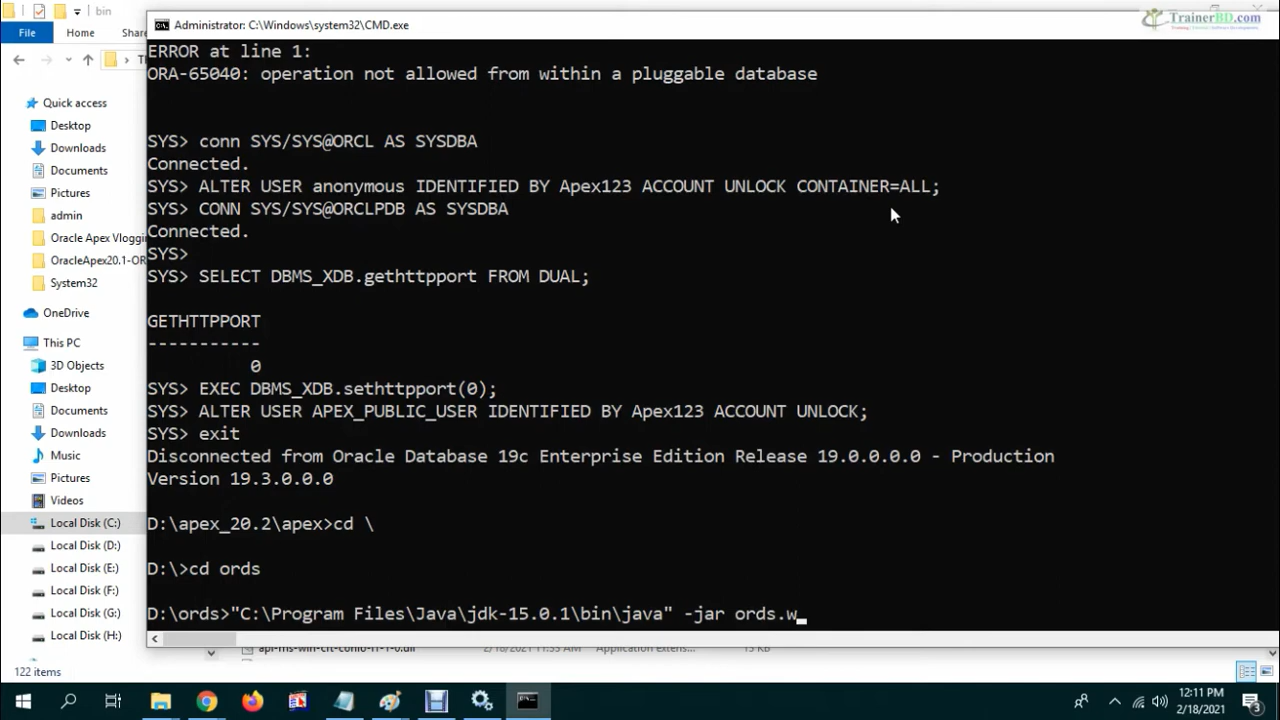 bin
Administrator: C:\Windows\system32\CMD.exe
TrainerBD.com
File
Home
Share
ERROR at line 1:
ORA-65040: operation not allowed from within a pluggable database
SYS> conn SYS/SYS@ORCL AS SYSDBA
Connected.
SYS> ALTER USER anonymous IDENTIFIED BY Apex123 ACCOUNT UNLOCK CONTAINER=ALL;
SYS> CONN SYS/SYS@ORCLPDB AS SYSDBA
Connected.
SYS>
SYS> SELECT DBMS_XDB.gethttpport FROM DUAL;
GETHTTPPORT
-----------
0
SYS> EXEC DBMS_XDB.sethttpport(0);
SYS> ALTER USER APEX_PUBLIC_USER IDENTIFIED BY Apex123 ACCOUNT UNLOCK;
SYS> exit
Disconnected from Oracle Database 19c Enterprise Edition Release 19.0.0.0.0 - Production
Version 19.3.0.0.0
D:\apex_20.2\apex>cd \
D:\>cd ords
D:\ords>"C:\Program Files\Java\jdk-15.0.1\bin\java" -jar ords.w_
Quick access
Desktop
Downloads
Documents
Pictures
admin
Oracle Apex Vloggin
OracleApex20.1-OR
System32
OneDrive
This PC
3D Objects
Desktop
Documents
Downloads
Music
Pictures
Videos
Local Disk (C:)
Local Disk (D:)
Local Disk (E:)
Local Disk (F:)
Local Disk (G:)
Local Disk (H:)
122 items
12:11 PM
2/18/2021
3